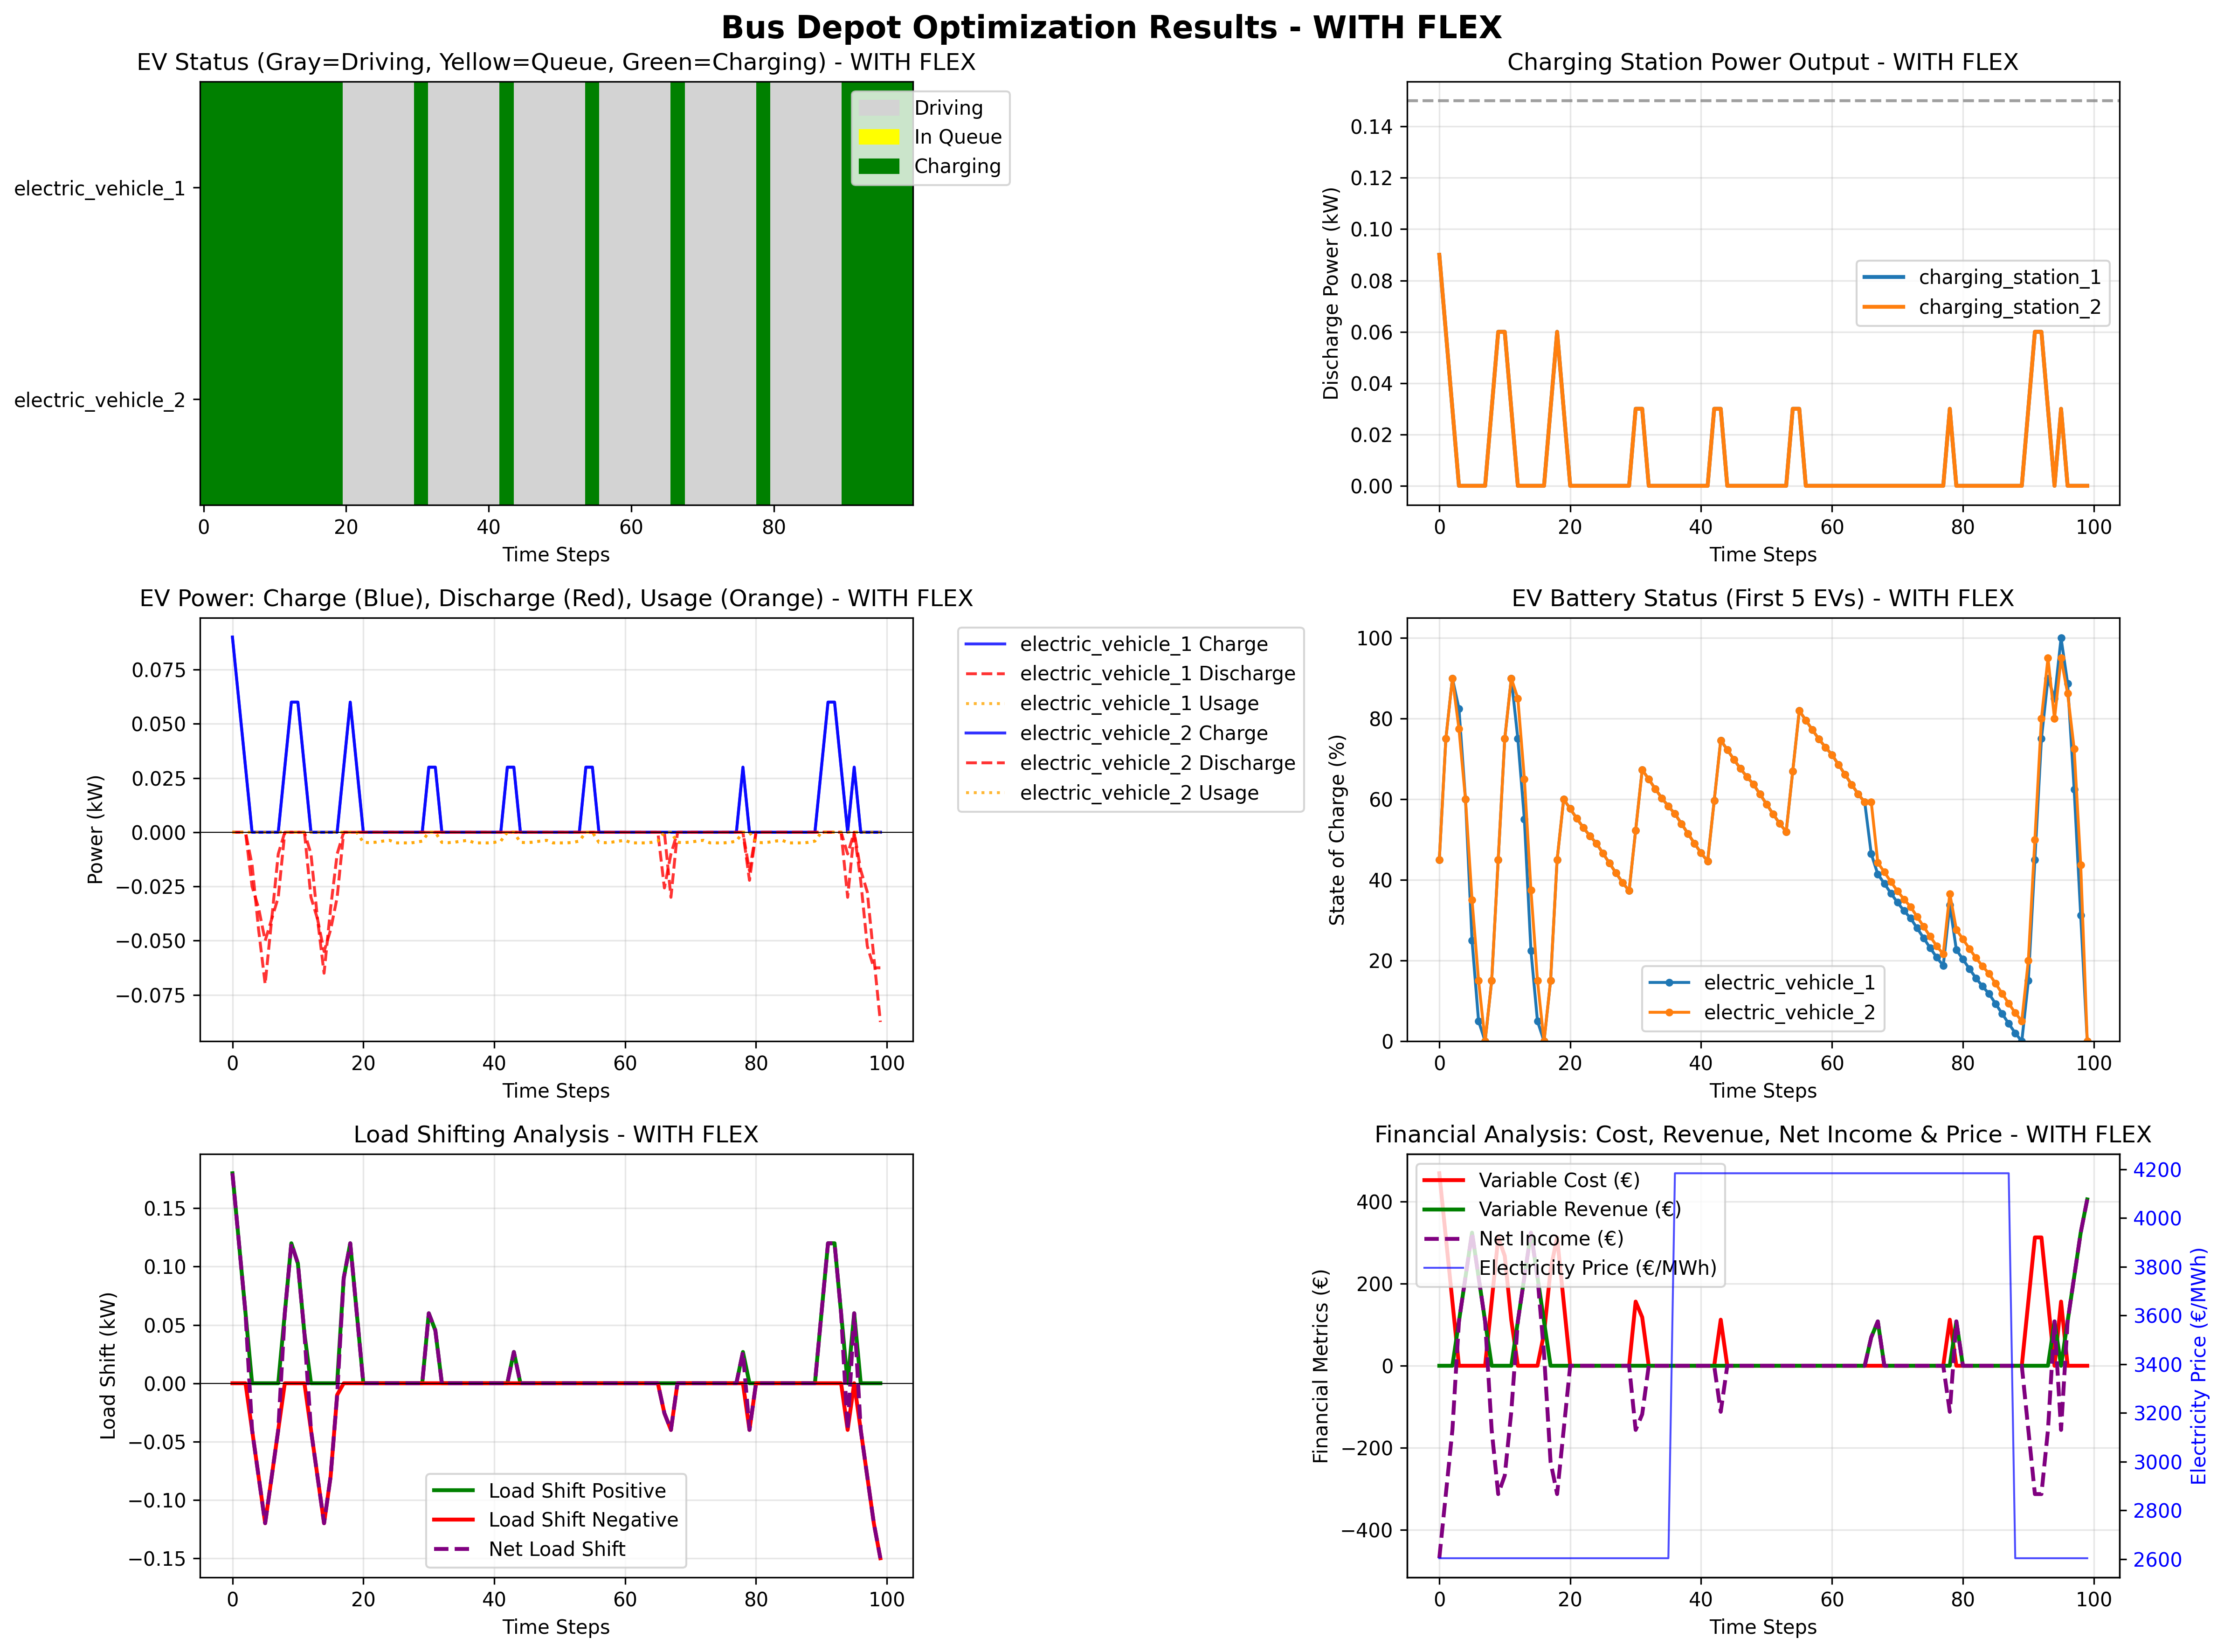 Bus Depot Optimization Results - WITH FLEX
EV Status (Gray=Driving, Yellow=Queue, Green=Charging) - WITH FLEX
Driving
In Queue
Charging
electric_vehicle_1
electric_vehicle_2
0 20 40 60 80
Time Steps
Charging Station Power Output - WITH FLEX
Discharge Power (kW)
0.14
0.12
0.10
0.08
0.06
0.04
0.02
0.00
charging_station_1
charging_station_2
0 20 40 60 80 100
Time Steps
EV Power: Charge (Blue), Discharge (Red), Usage (Orange) - WITH FLEX
Power (kW)
0.075
0.050
0.025
0.000
−0.025
−0.050
−0.075
electric_vehicle_1 Charge
electric_vehicle_1 Discharge
electric_vehicle_1 Usage
electric_vehicle_2 Charge
electric_vehicle_2 Discharge
electric_vehicle_2 Usage
0 20 40 60 80 100
Time Steps
EV Battery Status (First 5 EVs) - WITH FLEX
State of Charge (%)
100
80
60
40
20
0
electric_vehicle_1
electric_vehicle_2
0 20 40 60 80 100
Time Steps
Load Shifting Analysis - WITH FLEX
Load Shift (kW)
0.15
0.10
0.05
0.00
−0.05
−0.10
−0.15
Load Shift Positive
Load Shift Negative
Net Load Shift
0 20 40 60 80 100
Time Steps
Financial Analysis: Cost, Revenue, Net Income & Price - WITH FLEX
Financial Metrics (€)
400
200
0
−200
−400
Variable Cost (€)
Variable Revenue (€)
Net Income (€)
Electricity Price (€/MWh)
4200
4000
3800
3600
3400
3200
3000
2800
2600
Electricity Price (€/MWh)
0 20 40 60 80 100
Time Steps